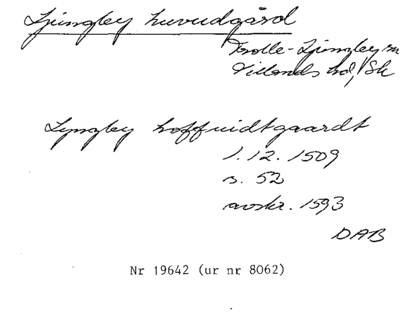 Ljungby huvudgård
Trolle-Ljungby sn
Villands hd, Sk
Lyngby hoffuidtgaardt
1.12. 1509
s. 52
avskr. 1593
DAB
Nr 19642 (ur nr 8062)